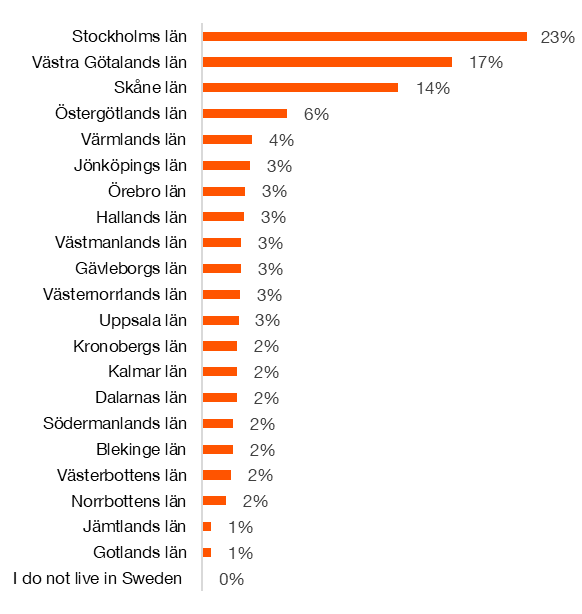 Stockholms län 23%
Västra Götalands län 17%
Skåne län 14%
Östergötlands län 6%
Värmlands län 4%
Jönköpings län 3%
Örebro län 3%
Hallands län 3%
Västmanlands län 3%
Gävleborgs län 3%
Västernorrlands län 3%
Uppsala län 3%
Kronobergs län 2%
Kalmar län 2%
Dalarnas län 2%
Södermanlands län 2%
Blekinge län 2%
Västerbottens län 2%
Norrbottens län 2%
Jämtlands län 1%
Gotlands län 1%
I do not live in Sweden 0%